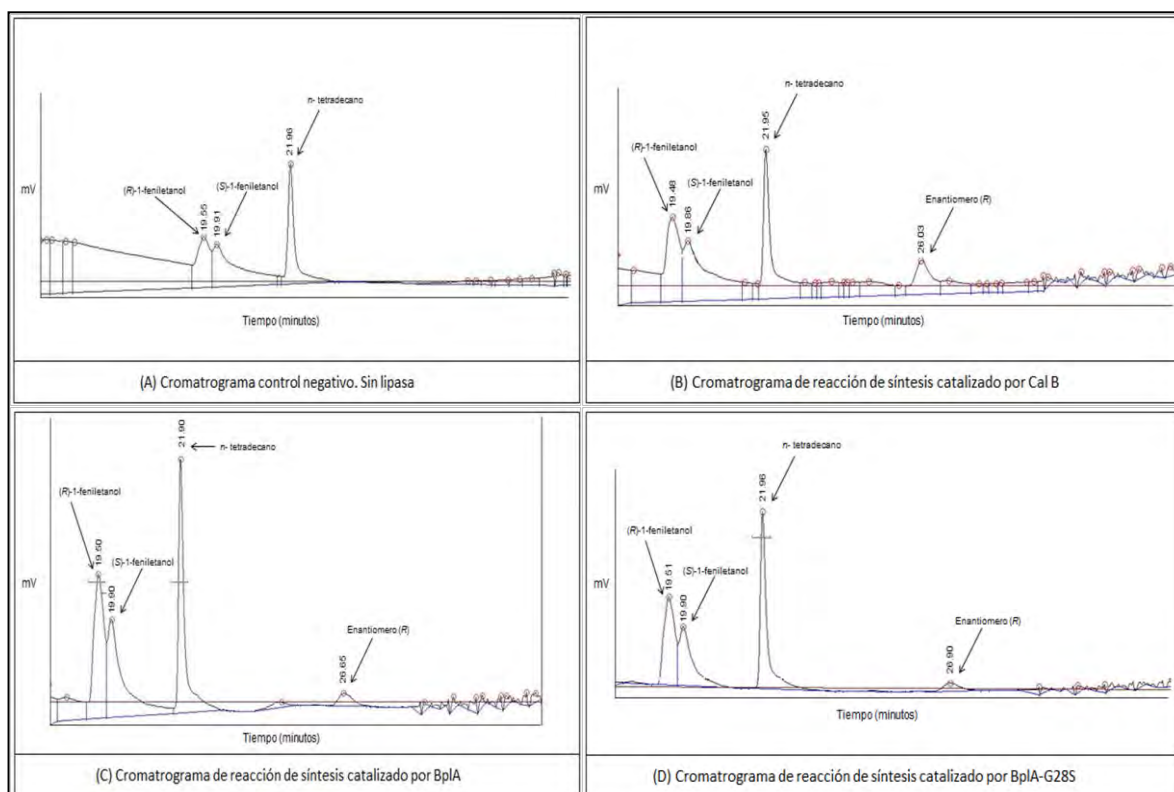 n- tetradecano
21.96
(R)-1-feniletanol
(S)-1-feniletanol
19.55
19.91
mV
Tiempo (minutos)
(A) Cromatrograma control negativo. Sin lipasa
n- tetradecano
21.95
(R)-1-feniletanol
(S)-1-feniletanol
19.48
19.86
Enantiomero (R)
26.03
mV
Tiempo (minutos)
(B) Cromatrograma de reacción de síntesis catalizado por Cal B
21.90
n- tetradecano
(R)-1-feniletanol
19.50
(S)-1-feniletanol
19.90
mV
Enantiomero (R)
26.65
Tiempo (minutos)
(C) Cromatrograma de reacción de síntesis catalizado por BplA
n- tetradecano
21.96
(R)-1-feniletanol
19.51
(S)-1-feniletanol
19.90
mV
Enantiomero (R)
26.90
Tiempo (minutos)
(D) Cromatrograma de reacción de síntesis catalizado por BplA-G28S